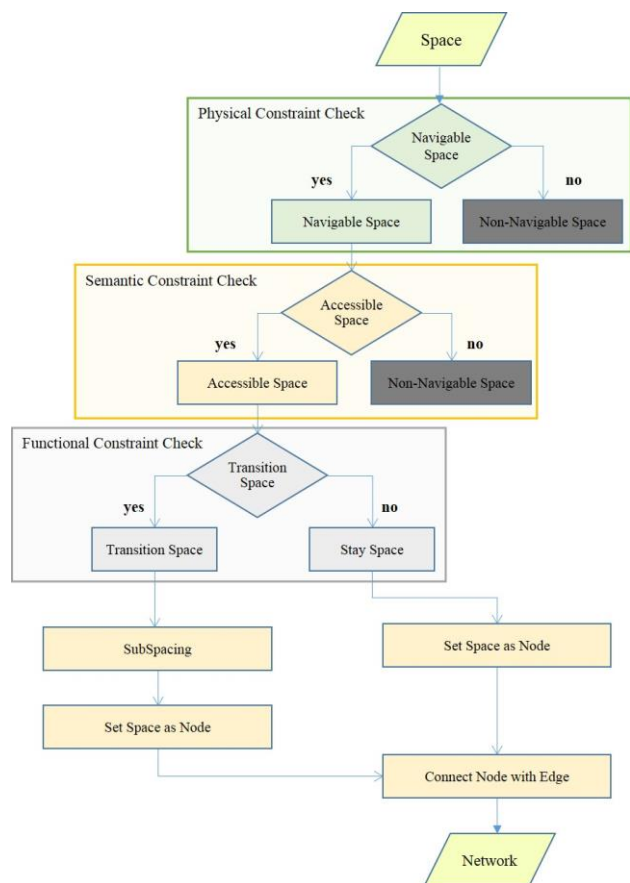 Space
Physical Constraint Check
Navigable
Space
yes
no
Navigable Space
Non-Navigable Space
Semantic Constraint Check
Accessible
Space
yes
no
Accessible Space
Non-Navigable Space
Functional Constraint Check
Transition
Space
yes
no
Transition Space
Stay Space
SubSpacing
Set Space as Node
Set Space as Node
Connect Node with Edge
Network